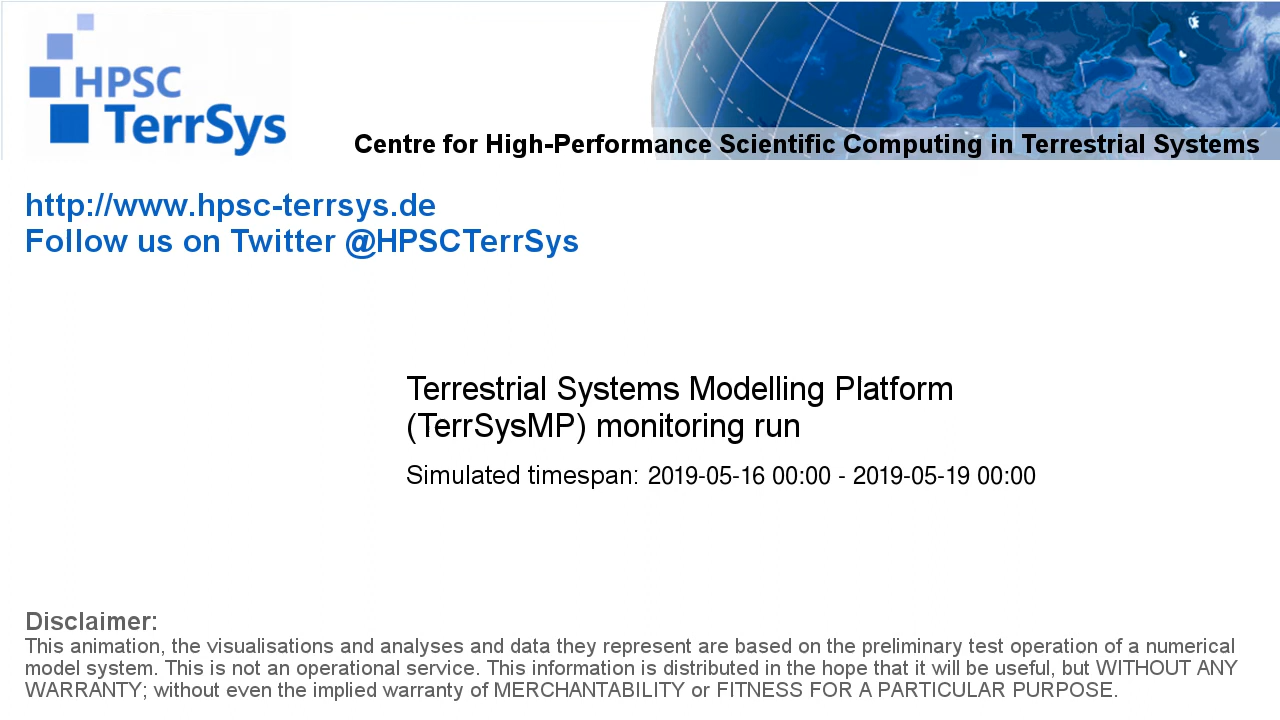 HPSC
TerrSys
Centre for High-Performance Scientific Computing in Terrestrial Systems
http://www.hpsc-terrsys.de
Follow us on Twitter @HPSCTerrSys
Terrestrial Systems Modelling Platform
(TerrSysMP) monitoring run
Simulated timespan: 2019-05-16 00:00 - 2019-05-19 00:00
Disclaimer:
This animation, the visualisations and analyses and data they represent are based on the preliminary test operation of a numerical
model system. This is not an operational service. This information is distributed in the hope that it will be useful, but WITHOUT ANY
WARRANTY; without even the implied warranty of MERCHANTABILITY or FITNESS FOR A PARTICULAR PURPOSE.